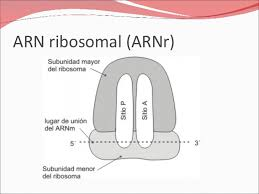 ARN ribosomal (ARNr)
Subunidad mayor
del ribosoma
Sitio P
Sitio A
lugar de unión
del ARNm
5´
3´
Subunidad menor
del ribosoma